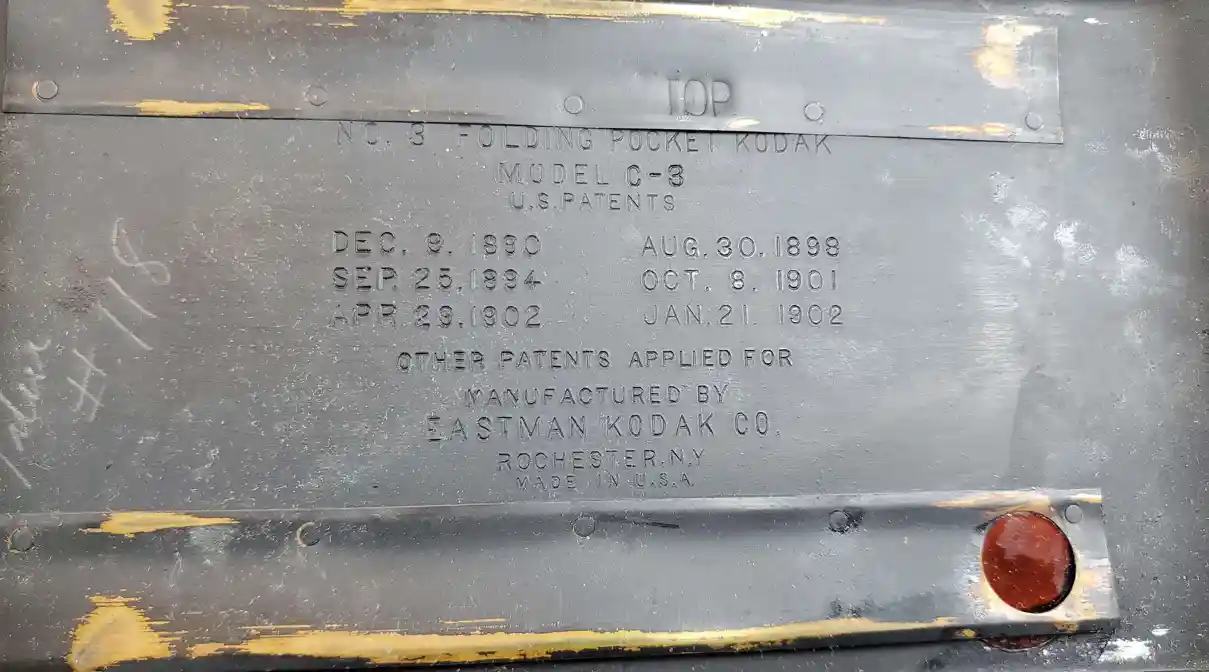 TOP
NO. 3 FOLDING POCKET KODAK
MODEL C-3
U.S. PATENTS
DEC. 9. 1890 AUG. 30. 1898
SEP. 25. 1894 OCT. 8. 1901
APR. 29. 1902 JAN. 21. 1902
OTHER PATENTS APPLIED FOR
MANUFACTURED BY
EASTMAN KODAK CO.
ROCHESTER. N.Y
MADE IN U.S.A.
# 118